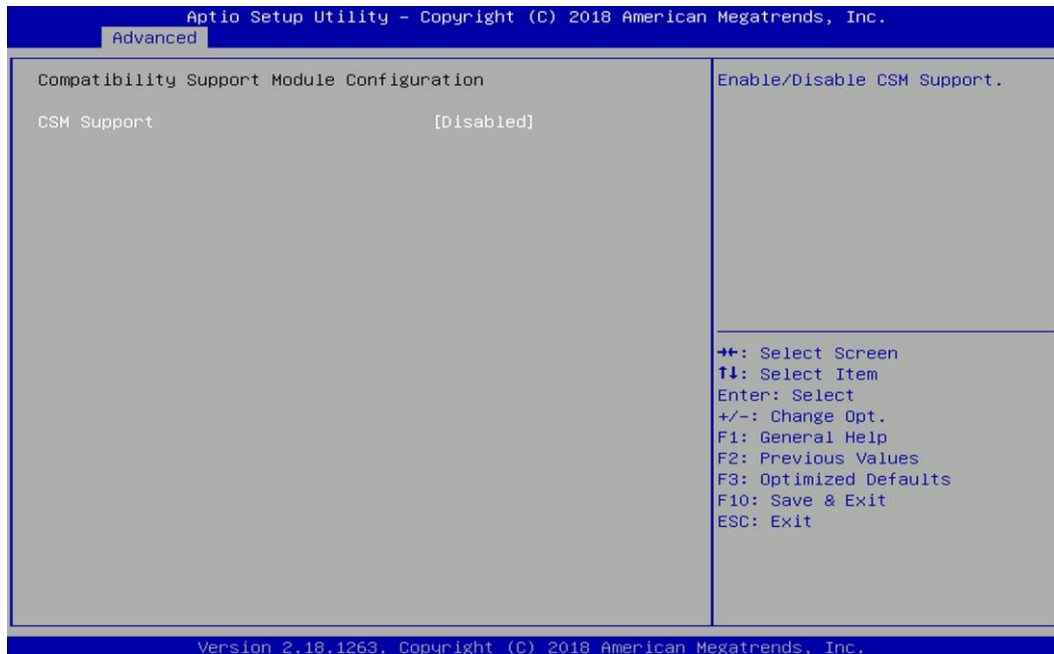 Aptio Setup Utility – Copyright (C) 2018 American Megatrends, Inc.
Advanced
Compatibility Support Module Configuration
CSM Support [Disabled]
Enable/Disable CSM Support.
→←: Select Screen
↑↓: Select Item
Enter: Select
+/-: Change Opt.
F1: General Help
F2: Previous Values
F3: Optimized Defaults
F10: Save & Exit
ESC: Exit
Version 2.18.1263. Copyright (C) 2018 American Megatrends, Inc.